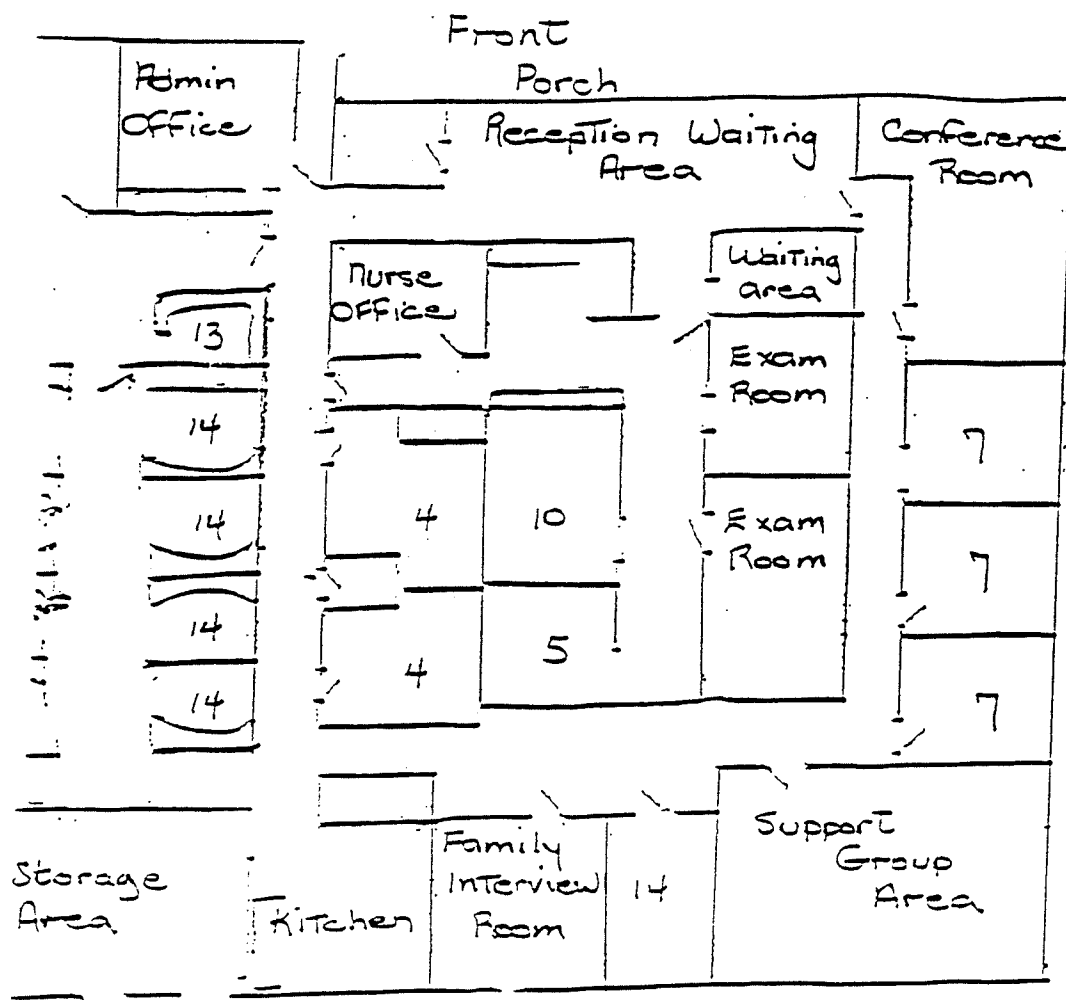 Front
Porch
Admin
Office
Reception Waiting
Area
Conference
Room
Nurse
Office
Waiting
Area
13
Exam
Room
14
7
14
4
10
Exam
Room
7
14
4
5
14
7
Storage
Area
Kitchen
Family
Interview
Room
14
Support
Group
Area